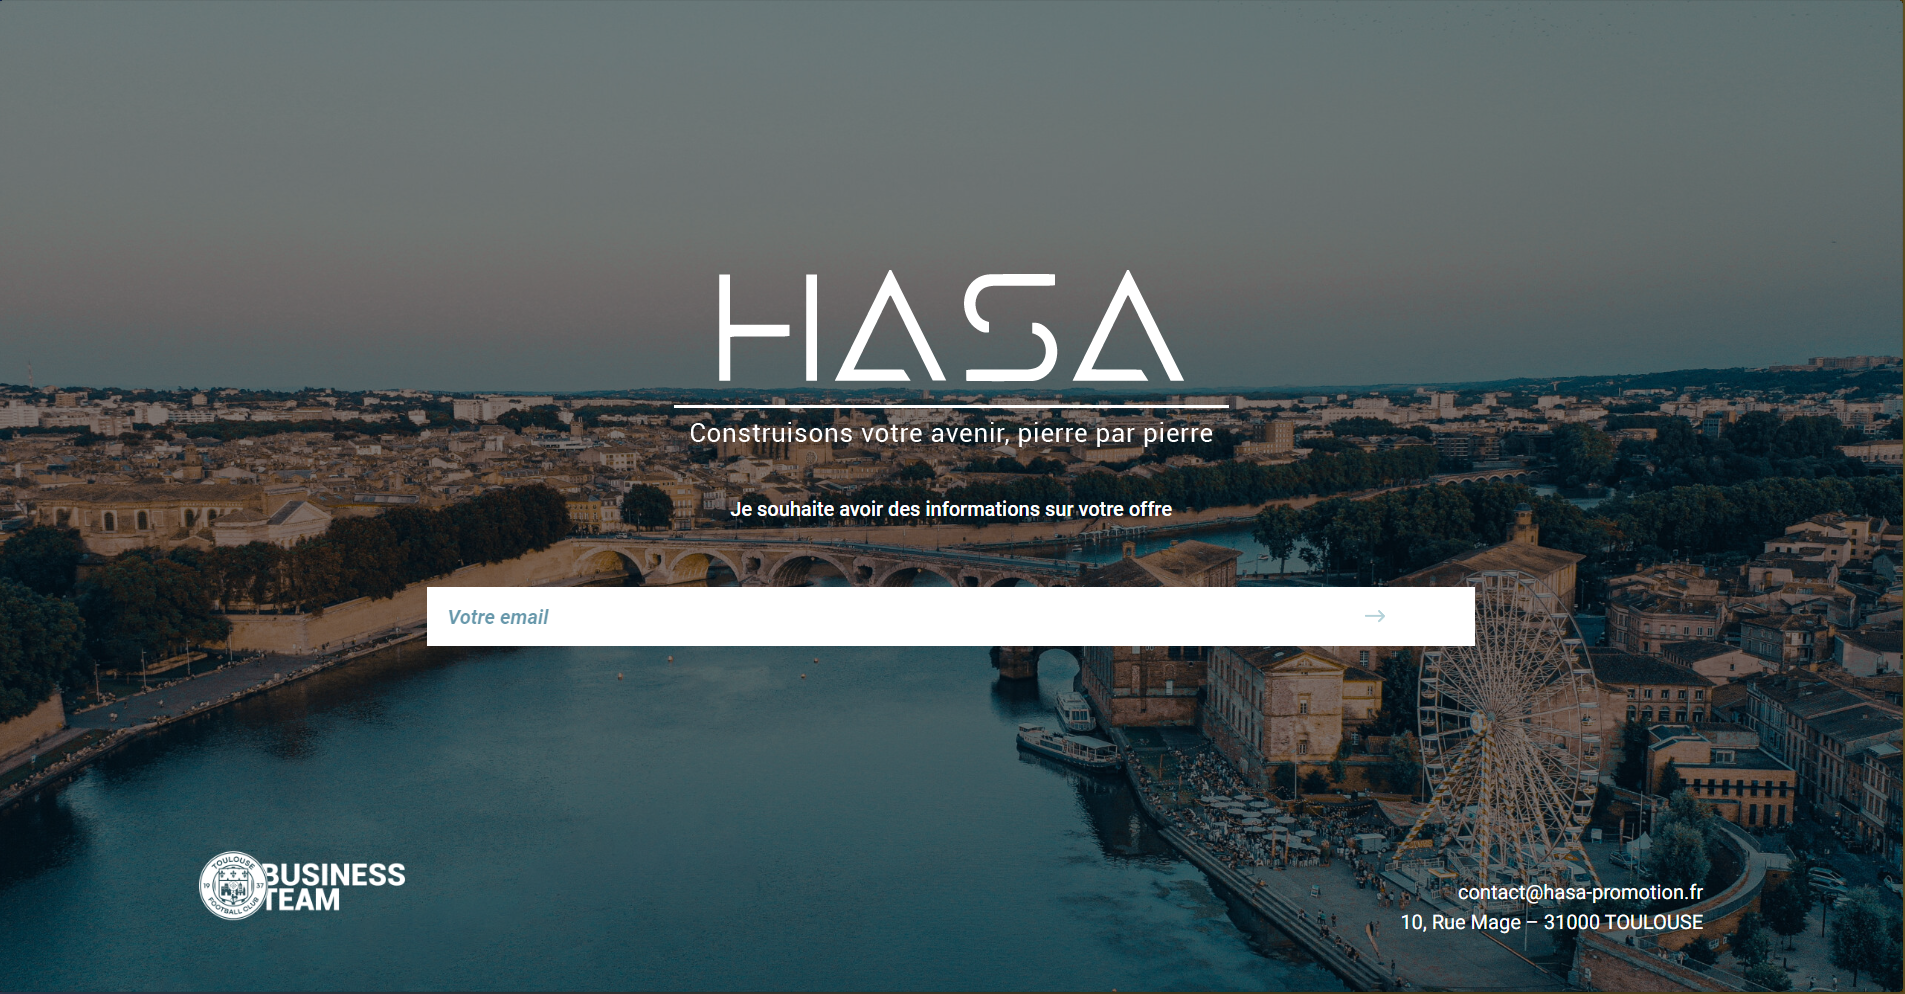 HASA
Construisons votre avenir, pierre par pierre
Je souhaite avoir des informations sur votre offre
Votre email
TOULOUSE
19 37
FOOTBALL CLUB
BUSINESS
TEAM
contact@hasa-promotion.fr
10, Rue Mage – 31000 TOULOUSE